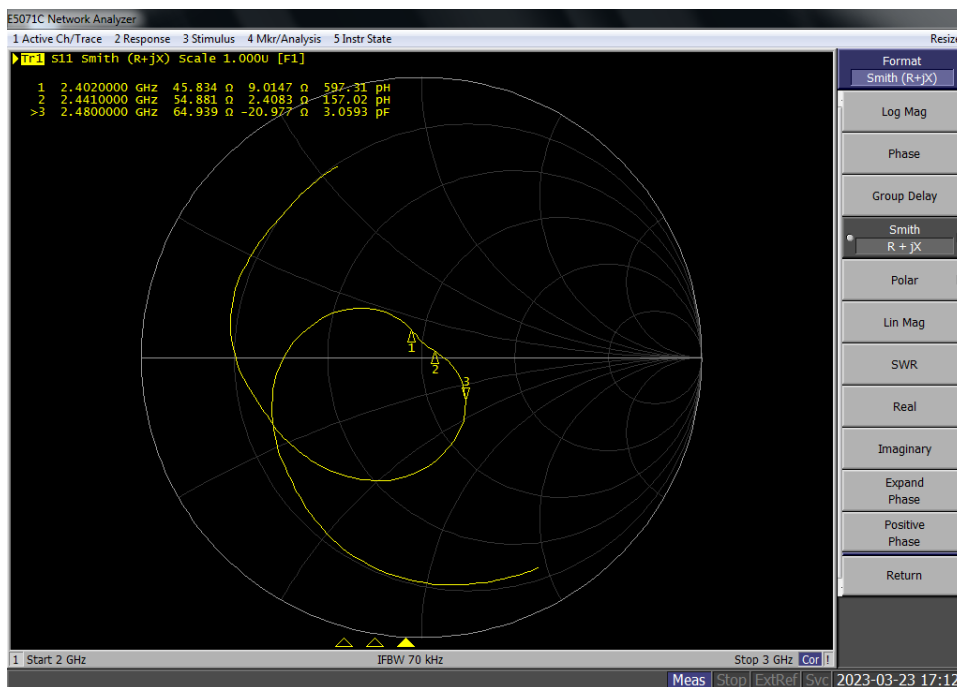 E5071C Network Analyzer
1 Active Ch/Trace 2 Response 3 Stimulus 4 Mkr/Analysis 5 Instr State
Resize
Tr1 S11 Smith (R+jX) Scale 1.000U [F1]
1 2.4020000 GHz 45.834 Ω 9.0147 Ω 597.31 pH
2 2.4410000 GHz 54.881 Ω 2.4083 Ω 157.02 pH
>3 2.4800000 GHz 64.939 Ω -20.977 Ω 3.0593 pF
1
2
3
Format
Smith (R+jX)
Log Mag
Phase
Group Delay
Smith
R + jX
Polar
Lin Mag
SWR
Real
Imaginary
Expand
Phase
Positive
Phase
Return
1 Start 2 GHz IFBW 70 kHz Stop 3 GHz Cor !
Meas Stop ExtRef Svc 2023-03-23 17:12